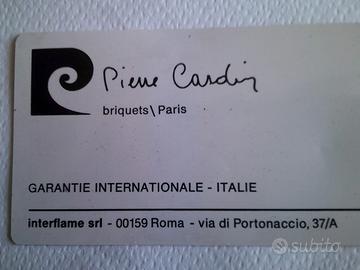 Pierre Cardin
briquets\Paris
GARANTIE INTERNATIONALE - ITALIE
interflame srl - 00159 Roma - via di Portonaccio, 37/A
subito